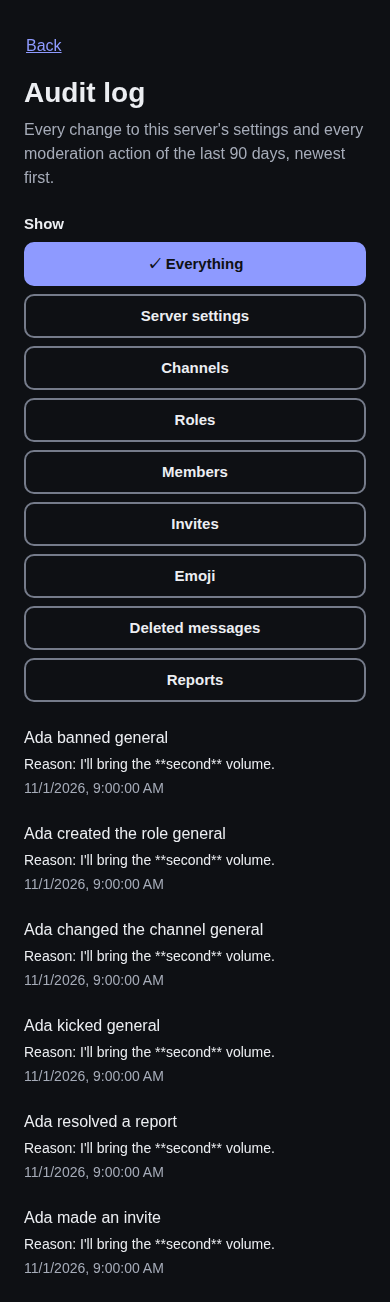 Back
Audit log
Every change to this server's settings and every
moderation action of the last 90 days, newest
first.
Show
✓ Everything
Server settings
Channels
Roles
Members
Invites
Emoji
Deleted messages
Reports
Ada banned general
Reason: I'll bring the **second** volume.
11/1/2026, 9:00:00 AM
Ada created the role general
Reason: I'll bring the **second** volume.
11/1/2026, 9:00:00 AM
Ada changed the channel general
Reason: I'll bring the **second** volume.
11/1/2026, 9:00:00 AM
Ada kicked general
Reason: I'll bring the **second** volume.
11/1/2026, 9:00:00 AM
Ada resolved a report
Reason: I'll bring the **second** volume.
11/1/2026, 9:00:00 AM
Ada made an invite
Reason: I'll bring the **second** volume.
11/1/2026, 9:00:00 AM